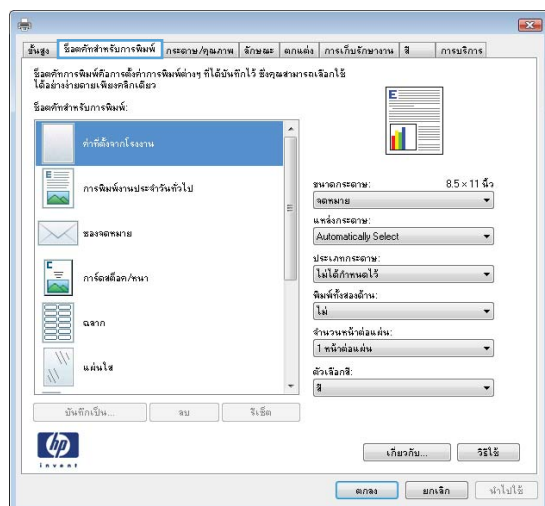 ขั้นสูง
ช็อตคัทสำหรับการพิมพ์
กระดาษ/คุณภาพ
ลักษณะ
ตกแต่ง
การเก็บรักษางาน
สี
การบริการ
ช็อตคัทการพิมพ์คือการตั้งค่าการพิมพ์ต่างๆ ที่ได้บันทึกไว้ ซึ่งคุณสามารถเลือกใช้
ได้อย่างง่ายดายเพียงคลิกเดียว
ช็อตคัทสำหรับการพิมพ์:
ค่าที่ตั้งจากโรงงาน
การพิมพ์งานประจำวันทั่วไป
ซองจดหมาย
การ์ดสต็อค/หนา
ฉลาก
แผ่นใส
บันทึกเป็น...
ลบ
รีเซ็ต
E
ขนาดกระดาษ:
8.5 × 11 นิ้ว
จดหมาย
แหล่งกระดาษ:
Automatically Select
ประเภทกระดาษ:
ไม่ได้กำหนดไว้
พิมพ์ทั้งสองด้าน:
ไม่
จำนวนหน้าต่อแผ่น:
1 หน้าต่อแผ่น
ตัวเลือกสี:
สี
hp
invent
เกี่ยวกับ...
วิธีใช้
ตกลง
ยกเลิก
นำไปใช้